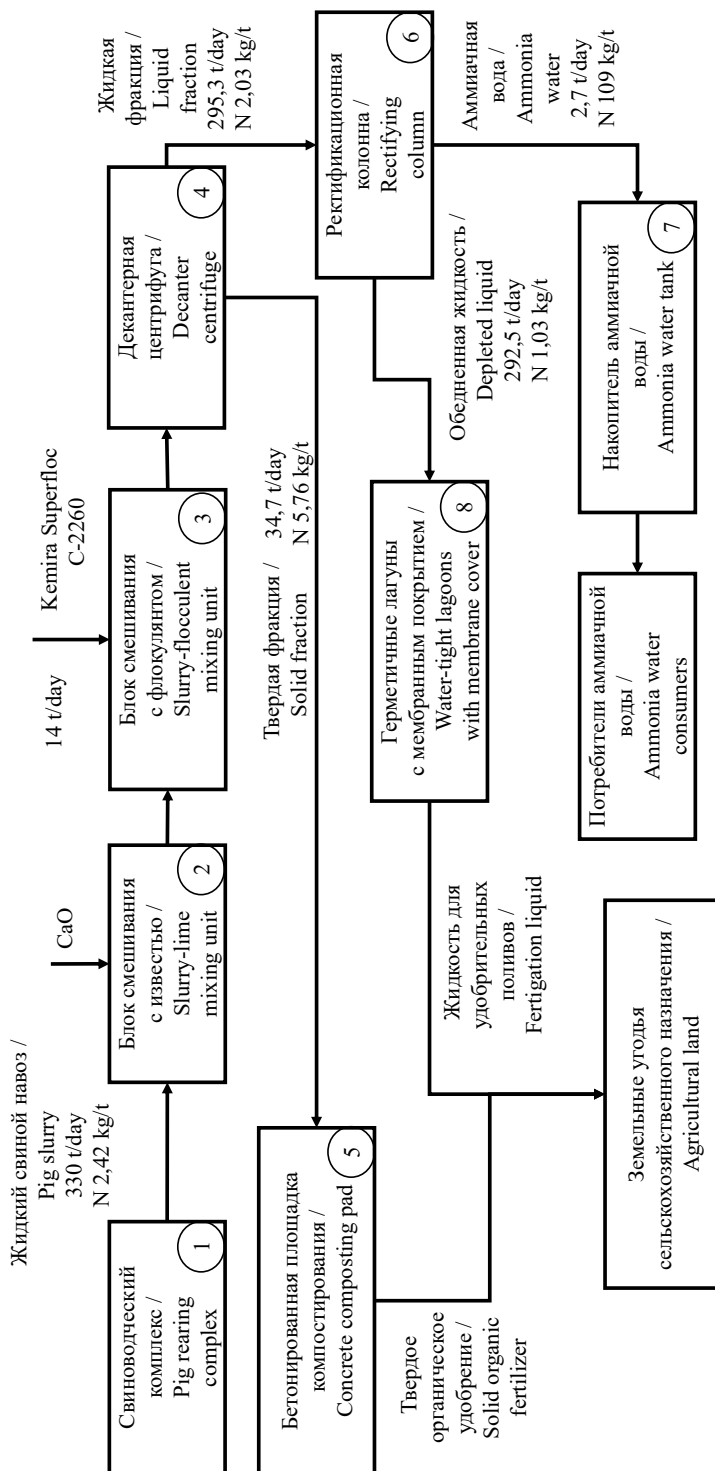 Жидкий свиной навоз /
Pig slurry
330 t/day
N 2,42 kg/t
CaO
14 t/day
Kemira Superfloc
C-2260
Жидкая
фракция /
Liquid
fraction
295,3 t/day
N 2,03 kg/t
Свиноводческий
комплекс /
Pig rearing
complex
1
Блок смешивания
с известью /
Slurry-lime
mixing unit
2
Блок смешивания
с флокулянтом /
Slurry-flocculent
mixing unit
3
Декантерная
центрифуга /
Decanter
centrifuge
4
Твердая фракция /
Solid fraction
34,7 t/day
N 5,76 kg/t
Бетонированная площадка
компостирования /
Concrete composting pad
5
Ректификационная
колонна /
Rectifying
column
6
Твердое
органическое
удобрение /
Solid organic
fertilizer
Жидкость для
удобрительных
поливов /
Fertigation liquid
Герметичные лагуны
с мембранным покрытием /
Water-tight lagoons
with membrane cover
8
Обедненная жидкость /
Depleted liquid
292,5 t/day
N 1,03 kg/t
Аммиачная
вода /
Ammonia
water
2,7 t/day
N 109 kg/t
Земельные угодья
сельскохозяйственного назначения /
Agricultural land
Потребители аммиачной
воды /
Ammonia water
consumers
Накопитель аммиачной
воды /
Ammonia water tank
7